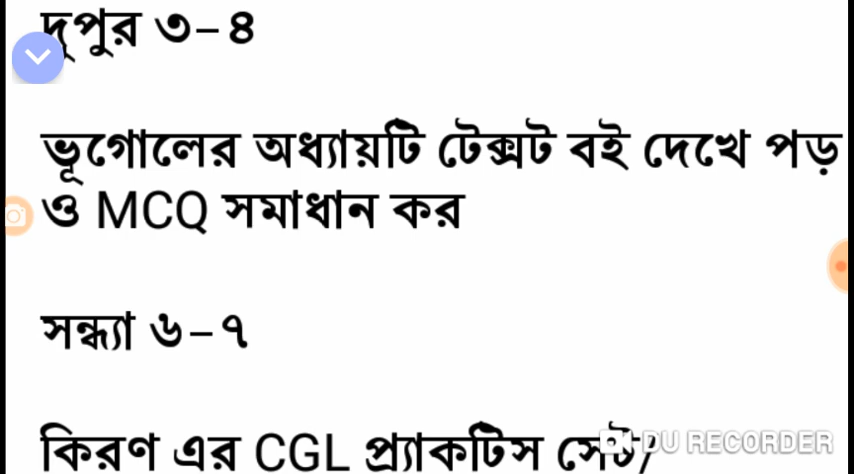 দূপুর ৩-৪
ভূগোলের অধ্যায়টি টেক্সট বই দেখে পড়
ও MCQ সমাধান কর
সন্ধ্যা ৬-৭
কিরণ এর CGL প্র্যাকটিস সেট/
DU RECORDER